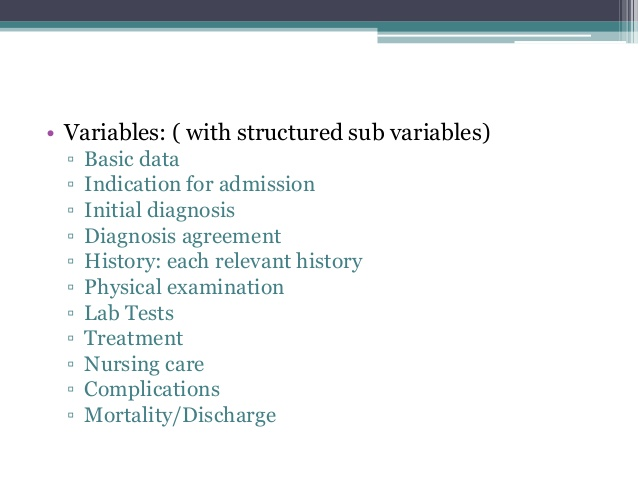 • Variables: ( with structured sub variables)
▫ Basic data
▫ Indication for admission
▫ Initial diagnosis
▫ Diagnosis agreement
▫ History: each relevant history
▫ Physical examination
▫ Lab Tests
▫ Treatment
▫ Nursing care
▫ Complications
▫ Mortality/Discharge